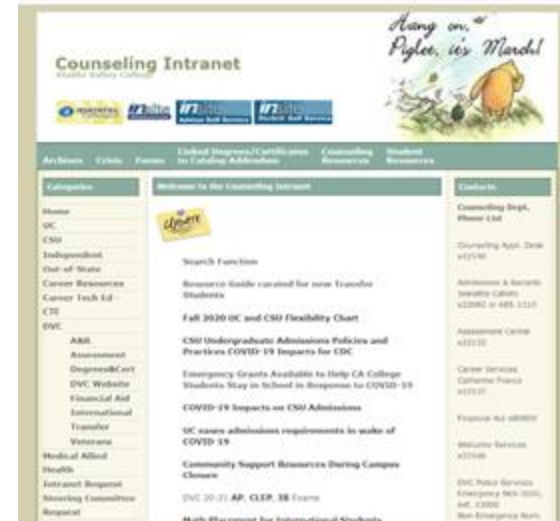 Hang on,
Piglet, it's March!
Counseling Intranet
Diablo Valley College
Archives Crisis Forms Linked Degrees/Certificates to Catalog Addendum Counseling Resources Student Resources
Categories
Home
UC
CSU
Independent
Out-of-State
Career Resources
Career Tech Ed - CTE
DVC
A&R
Assessment
Degrees&Cert
DVC Website
Financial Aid
International
Transfer
Veterans
Medical Allied Health
Intranet Request
Steering Committee Request
Welcome to the Counseling Intranet
UPDATE
Search Function
Resource Guide curated for new Transfer
Students
Fall 2020 UC and CSU Flexibility Chart
CSU Undergraduate Admissions Policies and
Practices COVID-19 Impacts for EDC
Emergency Grants Available to Help CA College
Students Stay in School in Response to COVID-19
COVID-19 Impacts on CSU Admissions
UC eases admissions requirements in wake of
COVID-19
Community Support Resources During Campus
Closure
DVC 20-21 AP, CLEP, IB Exams
Math Placement for International Students
Contacts
Counseling Dept.
Phone List
Counseling Appt. Desk
Admissions & Records
Assessment Center
Career Services
Financial Aid
Welcome Services
DVC Police Services